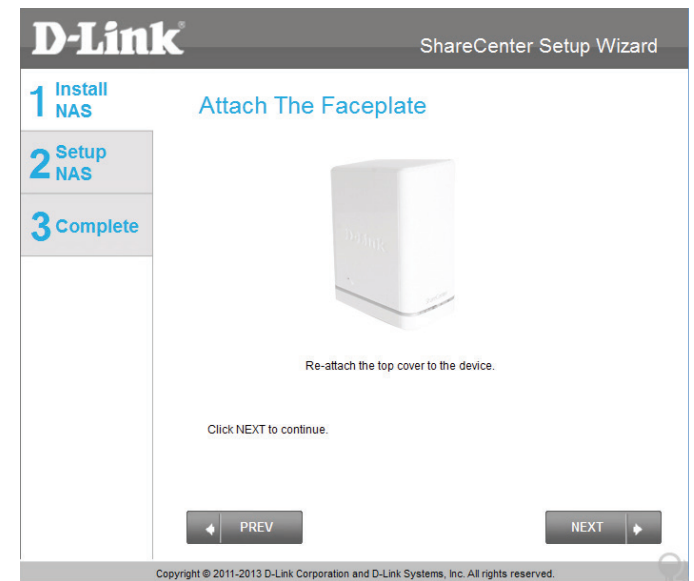 D-Link
ShareCenter Setup Wizard
1 Install NAS
2 Setup NAS
3 Complete
Attach The Faceplate
D-Link
Re-attach the top cover to the device.
Click NEXT to continue.
PREV
NEXT
Copyright © 2011-2013 D-Link Corporation and D-Link Systems, Inc. All rights reserved.